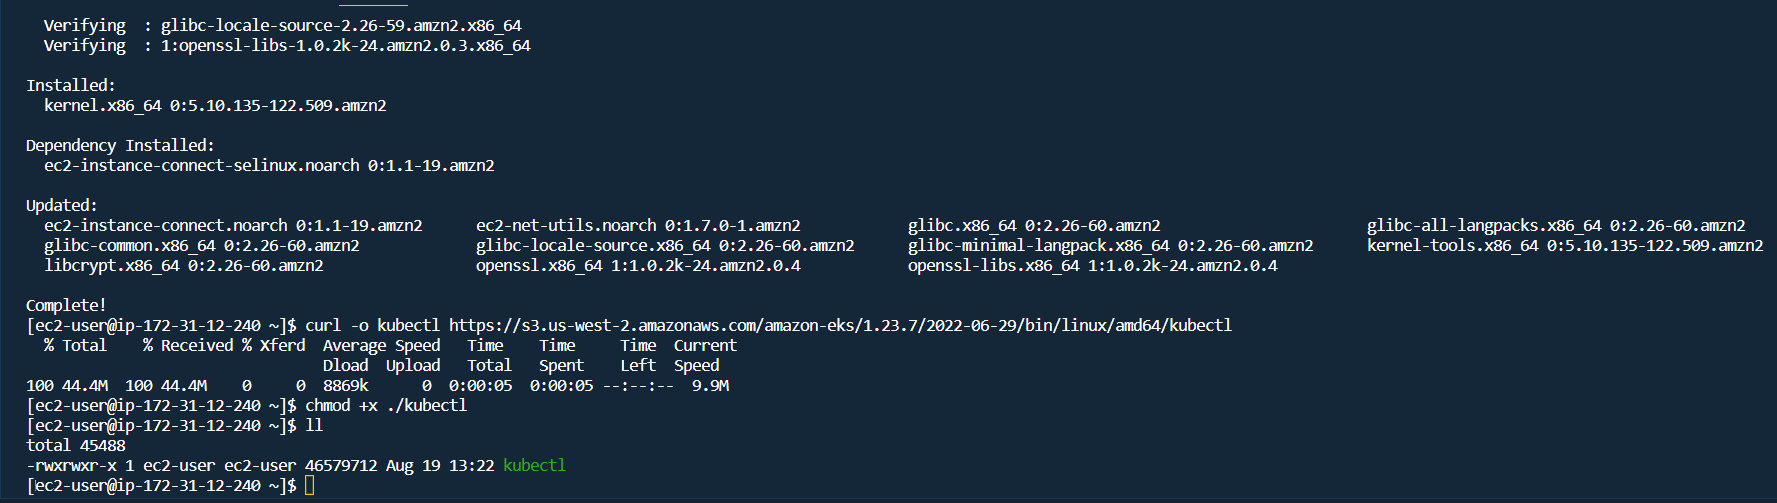 Verifying  : glibc-locale-source-2.26-59.amzn2.x86_64
Verifying  : 1:openssl-libs-1.0.2k-24.amzn2.0.3.x86_64
Installed:
kernel.x86_64 0:5.10.135-122.509.amzn2
Dependency Installed:
ec2-instance-connect-selinux.noarch 0:1.1-19.amzn2
Updated:
ec2-instance-connect.noarch 0:1.1-19.amzn2      ec2-net-utils.noarch 0:1.7.0-1.amzn2      glibc.x86_64 0:2.26-60.amzn2      glibc-all-langpacks.x86_64 0:2.26-60.amzn2
glibc-common.x86_64 0:2.26-60.amzn2      glibc-locale-source.x86_64 0:2.26-60.amzn2      glibc-minimal-langpack.x86_64 0:2.26-60.amzn2      kernel-tools.x86_64 0:5.10.135-122.509.amzn2
libcrypt.x86_64 0:2.26-60.amzn2      openssl.x86_64 1:1.0.2k-24.amzn2.0.4      openssl-libs.x86_64 1:1.0.2k-24.amzn2.0.4
Complete!
[ec2-user@ip-172-31-12-240 ~]$ curl -o kubectl https://s3.us-west-2.amazonaws.com/amazon-eks/1.23.7/2022-06-29/bin/linux/amd64/kubectl
  % Total    % Received % Xferd  Average Speed   Time    Time     Time  Current
                                 Dload  Upload   Total   Spent    Left  Speed
100 44.4M  100 44.4M    0     0  8869k      0  0:00:05  0:00:05 --:--:--  9.9M
[ec2-user@ip-172-31-12-240 ~]$ chmod +x ./kubectl
[ec2-user@ip-172-31-12-240 ~]$ ll
total 45488
-rwxrwxr-x 1 ec2-user ec2-user 46579712 Aug 19 13:22 kubectl
[ec2-user@ip-172-31-12-240 ~]$